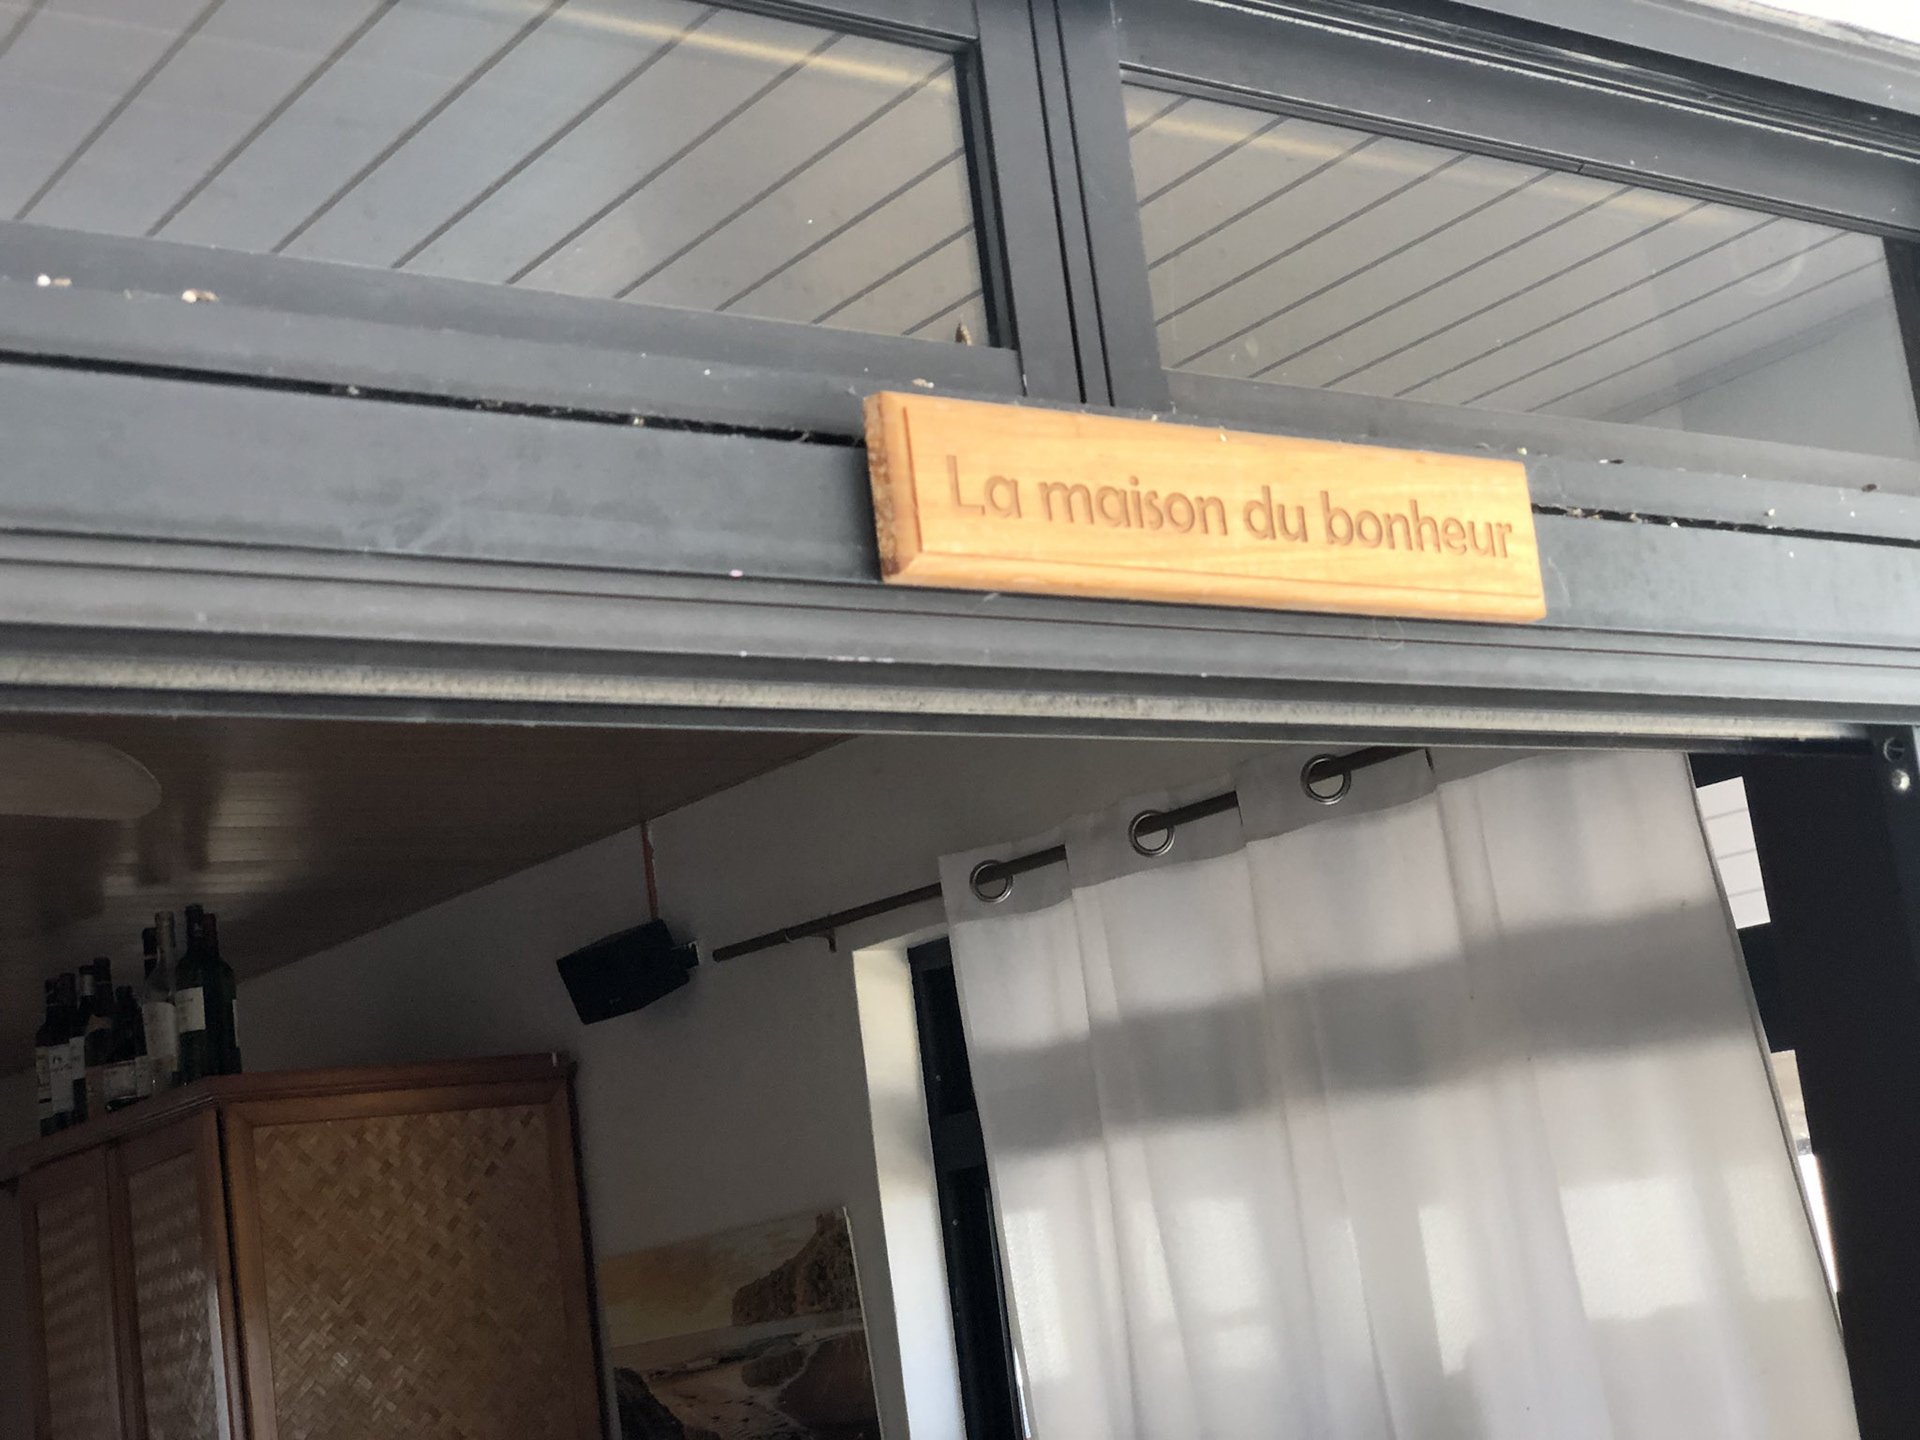 La maison du bonheur